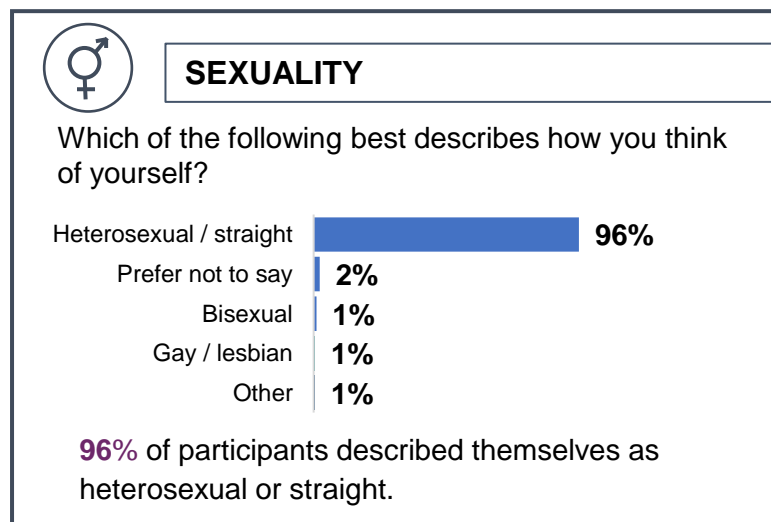 SEXUALITY
Which of the following best describes how you think
of yourself?
Heterosexual / straight 96%
Prefer not to say 2%
Bisexual 1%
Gay / lesbian 1%
Other 1%
96% of participants described themselves as
heterosexual or straight.